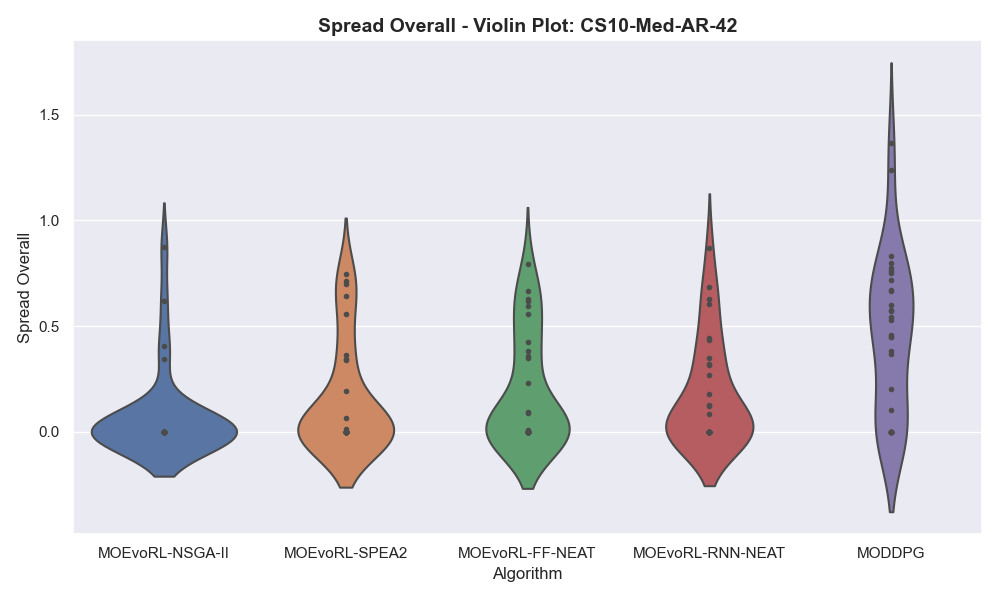 Spread Overall - Violin Plot: CS10-Med-AR-42
1.5
1.0
0.5
0.0
Spread Overall
MOEvoRL-NSGA-II
MOEvoRL-SPEA2
MOEvoRL-FF-NEAT
MOEvoRL-RNN-NEAT
MODDPG
Algorithm